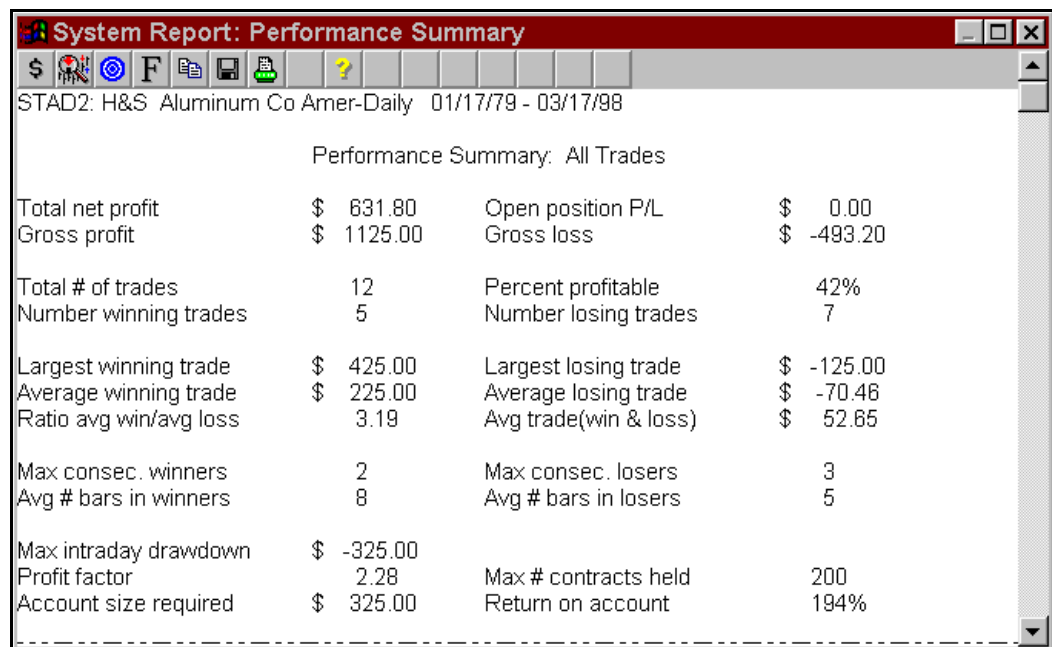 System Report: Performance Summary
$ F ?
STAD2: H&S Aluminum Co Amer-Daily 01/17/79 - 03/17/98
Performance Summary: All Trades
Total net profit $ 631.80 Open position P/L $ 0.00
Gross profit $ 1125.00 Gross loss $ -493.20
Total # of trades 12 Percent profitable 42%
Number winning trades 5 Number losing trades 7
Largest winning trade $ 425.00 Largest losing trade $ -125.00
Average winning trade $ 225.00 Average losing trade $ -70.46
Ratio avg win/avg loss 3.19 Avg trade(win & loss) $ 52.65
Max consec. winners 2 Max consec. losers 3
Avg # bars in winners 8 Avg # bars in losers 5
Max intraday drawdown $ -325.00
Profit factor 2.28 Max # contracts held 200
Account size required $ 325.00 Return on account 194%